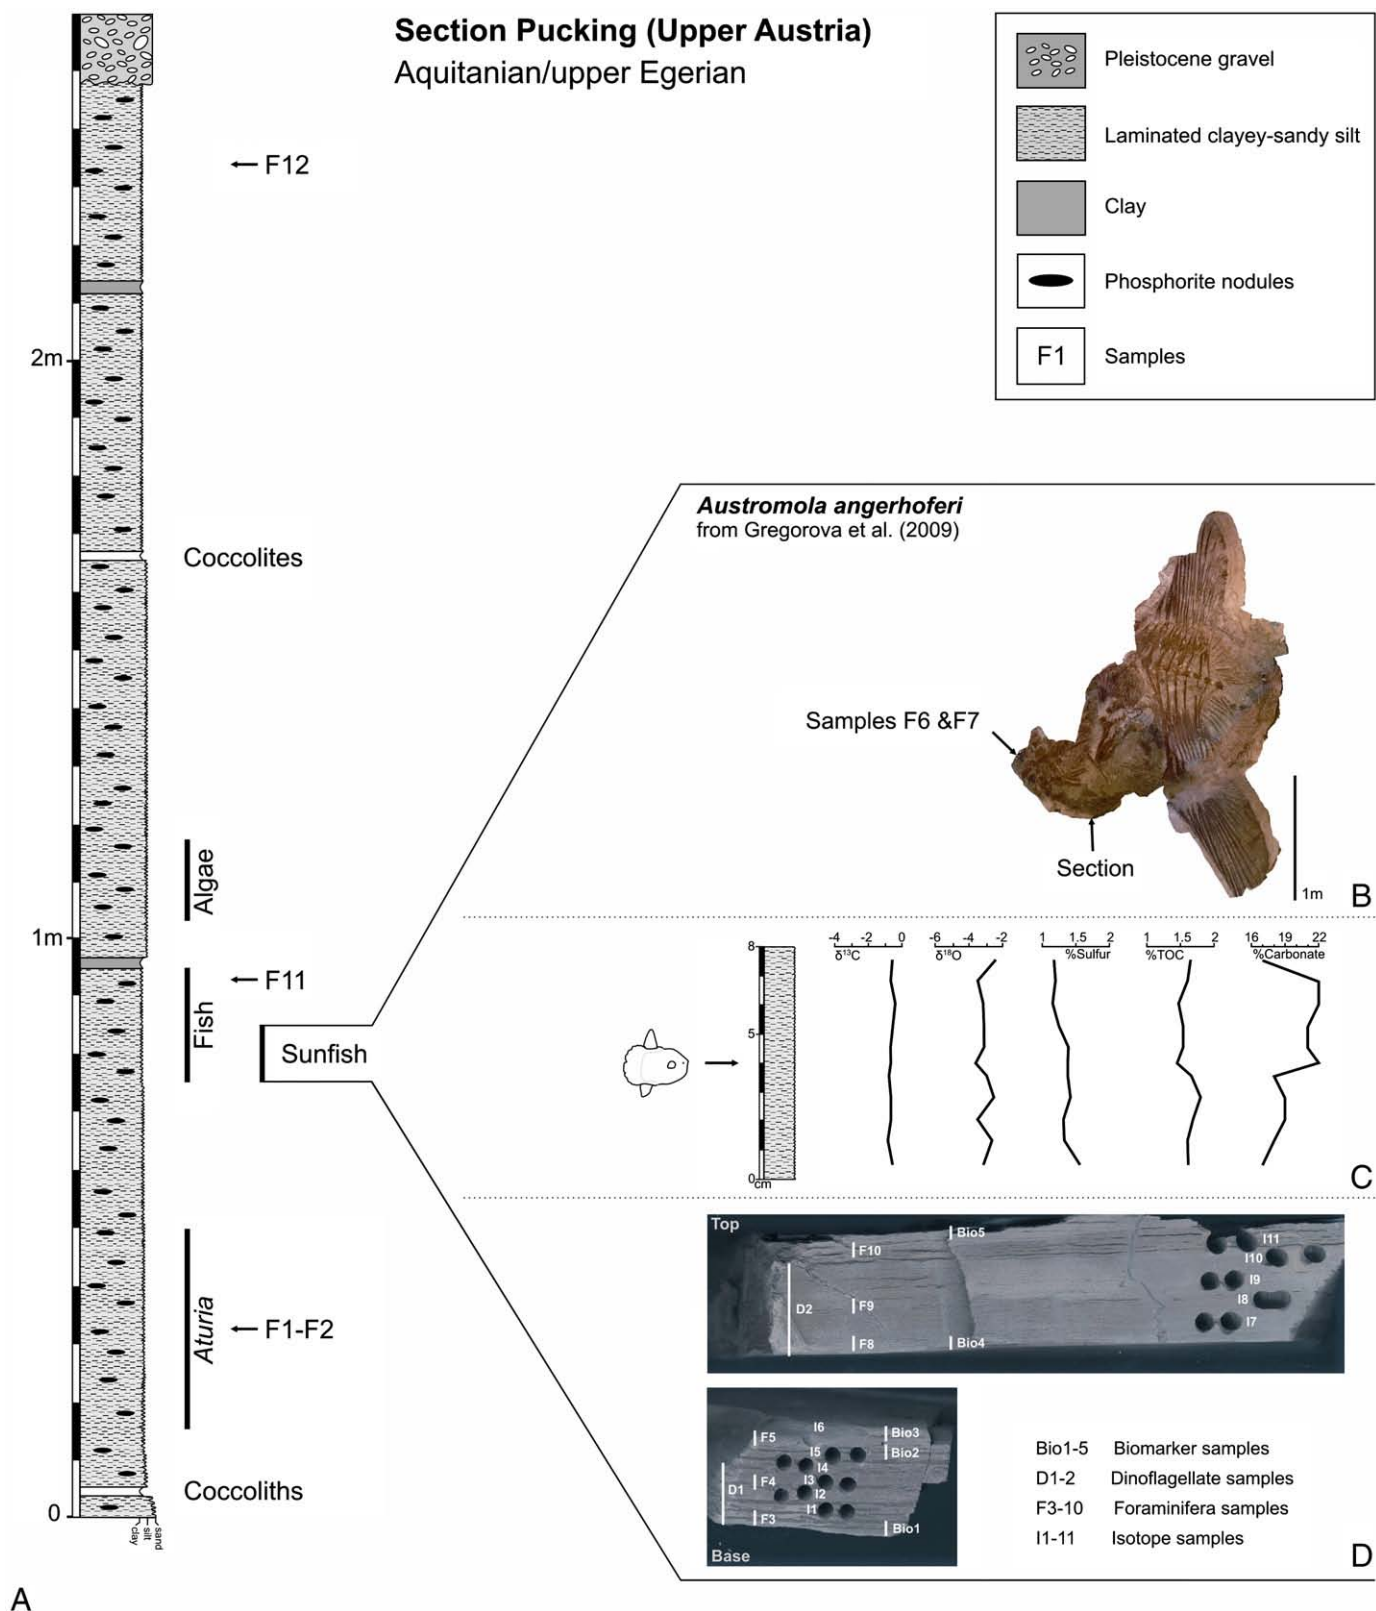 Section Pucking (Upper Austria)
Aquitanian/upper Egerian
Pleistocene gravel
Laminated clayey-sandy silt
Clay
Phosphorite nodules
F1 Samples
F12
2m
Coccolites
Algae
1m
F11
Fish
Sunfish
Aturia
F1-F2
Coccoliths
0
clay
silt
sand
A
Austromola angerhoferi
from Gregorova et al. (2009)
Samples F6 &F7
Section
1m
B
8
5
0
cm
-4 -2 0
δ13C
-6 -4 -2
δ18O
1 1,5 2
%Sulfur
1 1,5 2
%TOC
16 19 22
%Carbonate
C
Top
Bio5
F10
I11
I10
D2
F9
I9
I8
I7
F8
Bio4
I6
F5
Bio3
I5
Bio2
I4
D1
F4
I3
I2
I1
F3
Bio1
Base
Bio1-5 Biomarker samples
D1-2 Dinoflagellate samples
F3-10 Foraminifera samples
I1-11 Isotope samples
D